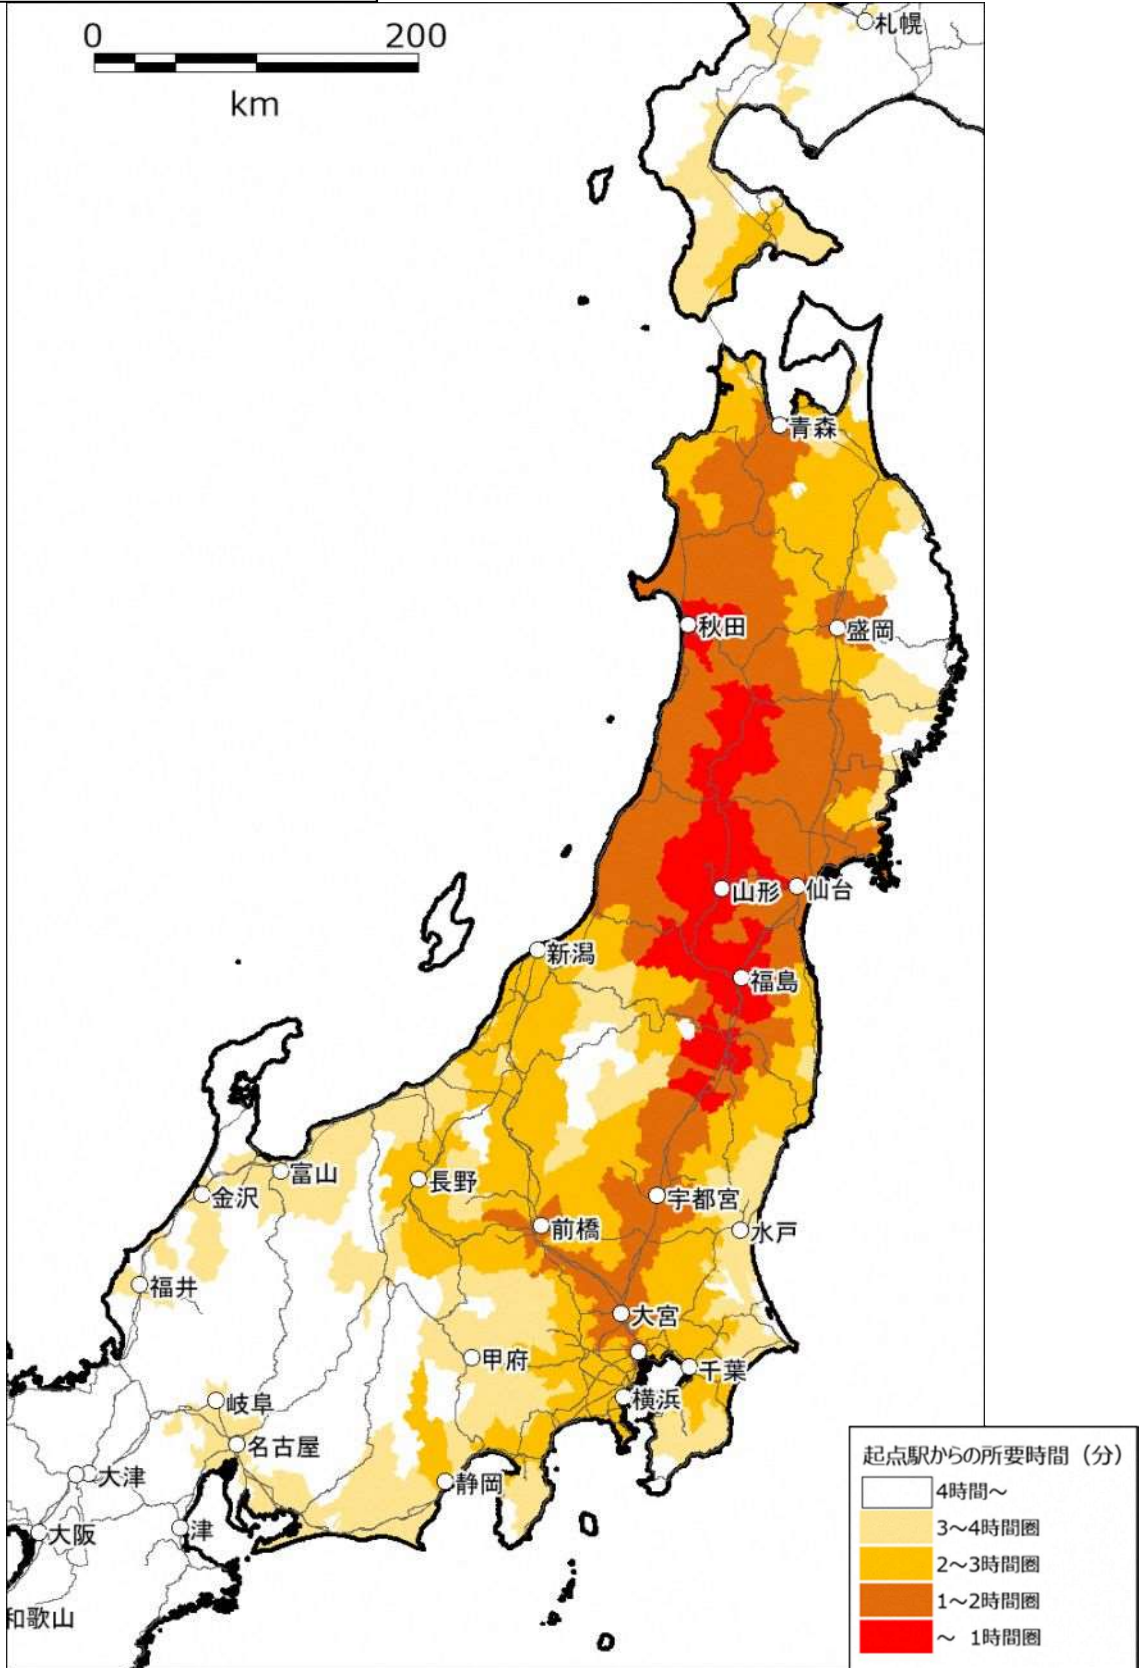 0 200
km
札幌
青森
秋田
盛岡
山形
仙台
新潟
福島
富山
長野
金沢
宇都宮
前橋
水戸
福井
大宮
甲府
千葉
岐阜
横浜
名古屋
大津
静岡
大阪
津
和歌山
起点駅からの所要時間（分）
4時間～
3～4時間圏
2～3時間圏
1～2時間圏
～ 1時間圏